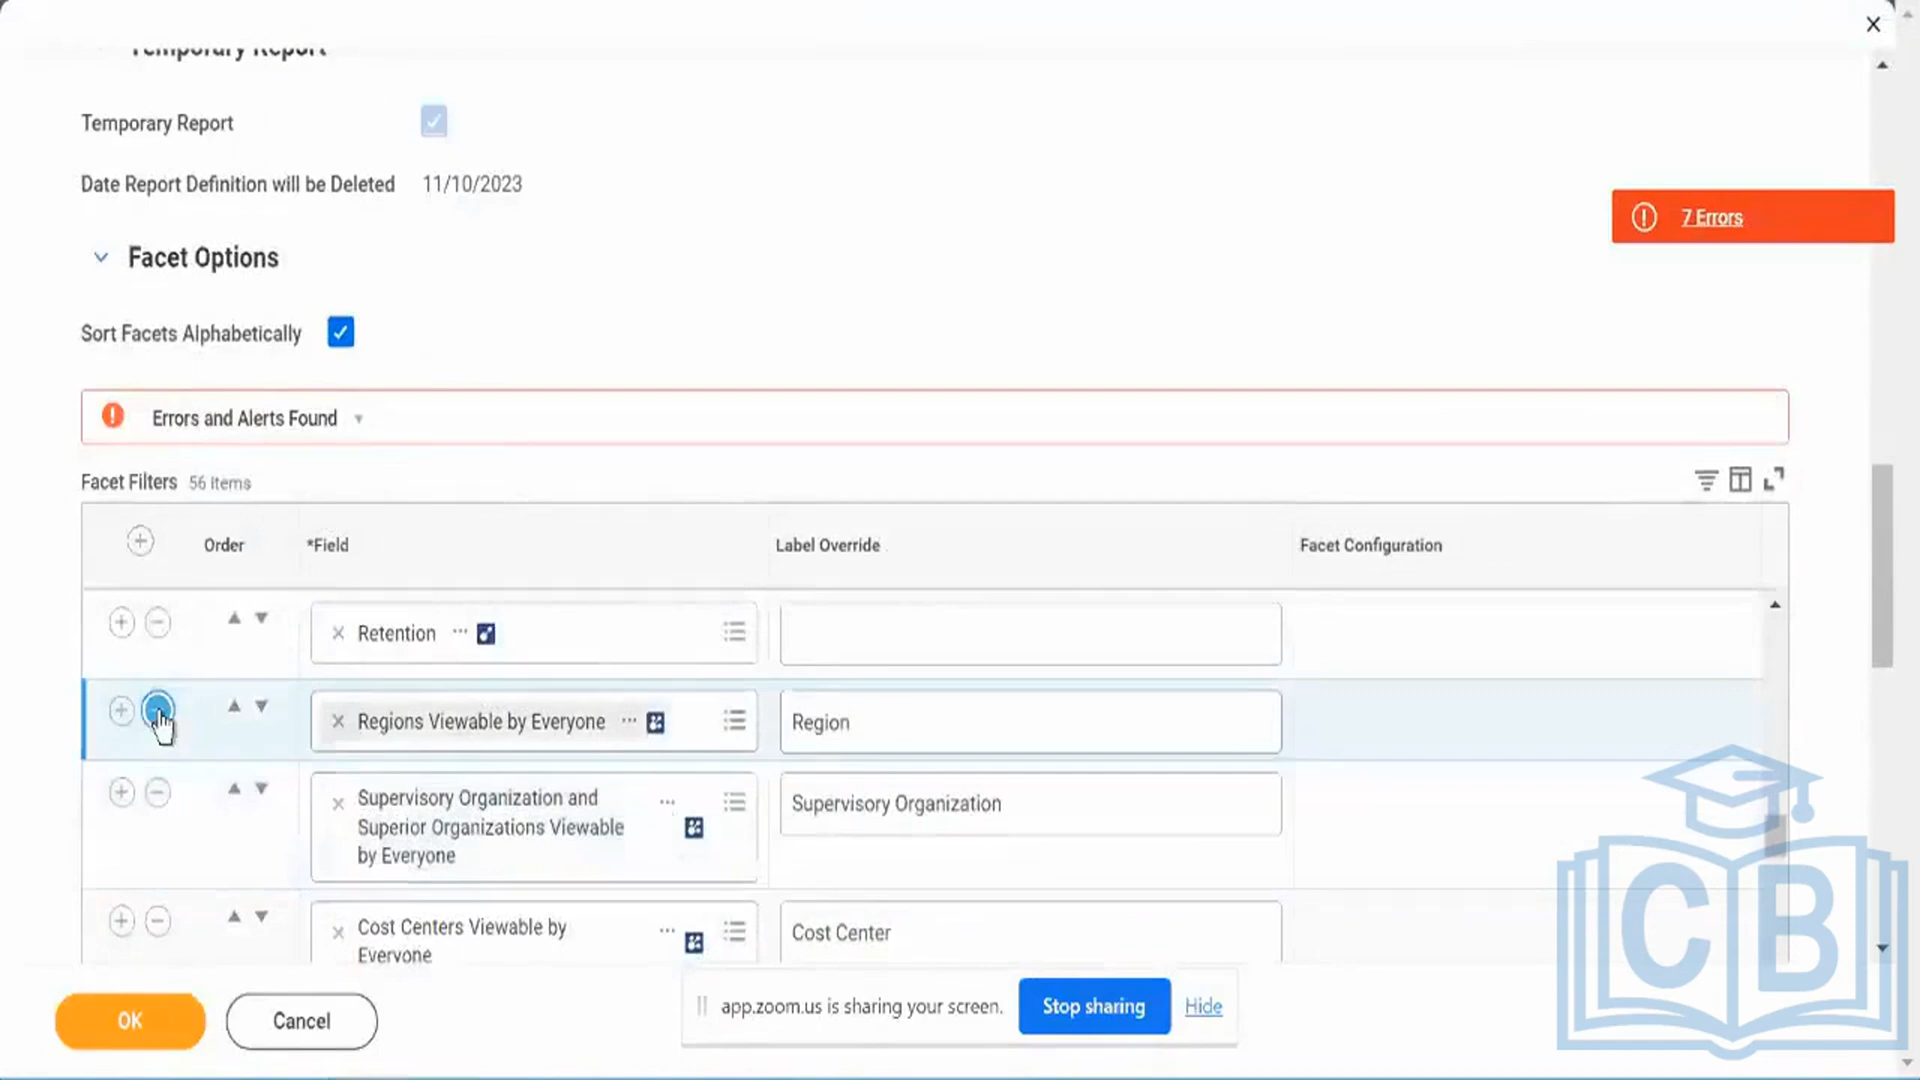 Temporary Report
Temporary Report
Date Report Definition will be Deleted 11/10/2023
7 Errors
Facet Options
Sort Facets Alphabetically
Errors and Alerts Found
Facet Filters 56 items
Order *Field Label Override Facet Configuration
Retention
Regions Viewable by Everyone Region
Supervisory Organization and
Superior Organizations Viewable
by Everyone
Supervisory Organization
Cost Centers Viewable by
Everyone
Cost Center
OK Cancel
app.zoom.us is sharing your screen. Stop sharing Hide
CB